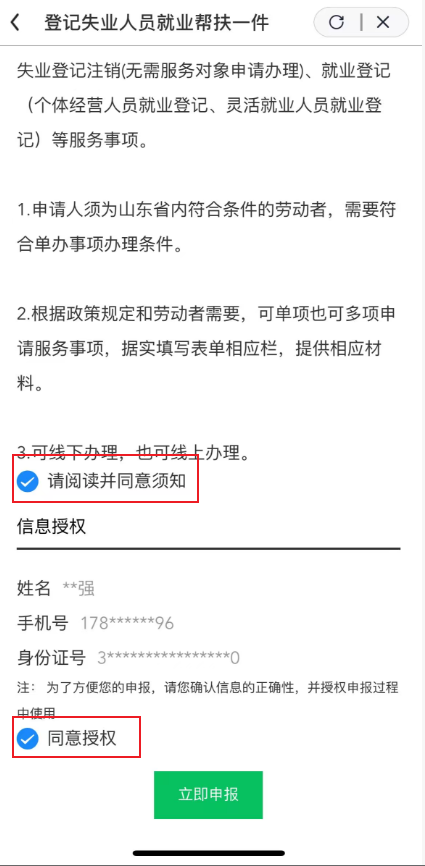 登记失业人员就业帮扶一件
失业登记注销(无需服务对象申请办理)、就业登记
（个体经营人员就业登记、灵活就业人员就业登
记）等服务事项。
1.申请人须为山东省内符合条件的劳动者，需要符
合单办事项办理条件。
2.根据政策规定和劳动者需要，可单项也可多项申
请服务事项，据实填写表单相应栏，提供相应材
料。
3.可线下办理，也可线上办理。
请阅读并同意须知
信息授权
姓名 **强
手机号 178******96
身份证号 3****************0
注： 为了方便您的申报，请您确认信息的正确性，并授权申报过程
中使用
同意授权
立即申报